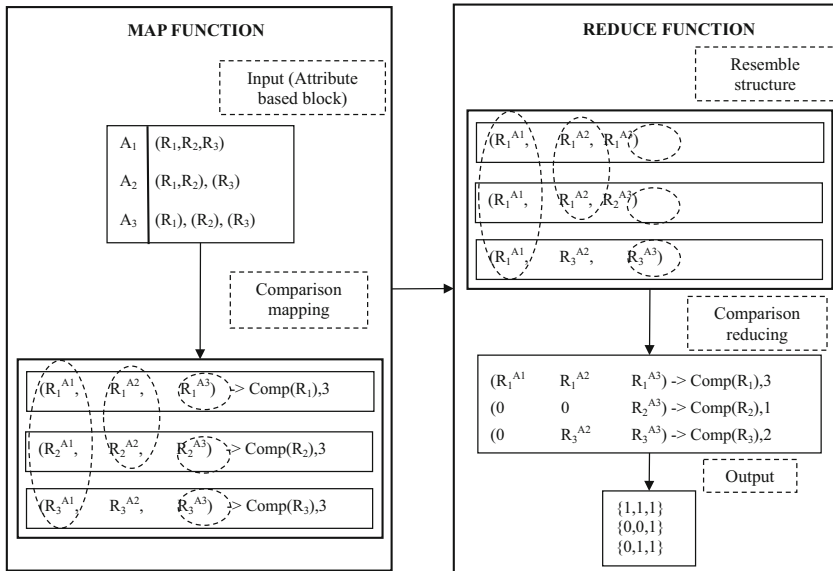 MAP FUNCTION
Input (Attribute
based block)
A₁ (R₁,R₂,R₃)
A₂ (R₁,R₂), (R₃)
A₃ (R₁), (R₂), (R₃)
Comparison
mapping
(R₁ᴬ¹, R₁ᴬ², R₁ᴬ³) -> Comp(R₁),3
(R₂ᴬ¹, R₂ᴬ², R₂ᴬ³) -> Comp(R₂),3
(R₃ᴬ¹, R₃ᴬ², R₃ᴬ³) -> Comp(R₃),3
REDUCE FUNCTION
Resemble
structure
(R₁ᴬ¹, R₁ᴬ², R₁ᴬ³)
(R₁ᴬ¹, R₁ᴬ², R₂ᴬ³)
(R₁ᴬ¹, R₃ᴬ², R₃ᴬ³)
Comparison
reducing
(R₁ᴬ¹ R₁ᴬ² R₁ᴬ³) -> Comp(R₁),3
(0 0 R₂ᴬ³) -> Comp(R₂),1
(0 R₃ᴬ² R₃ᴬ³) -> Comp(R₃),2
Output
{1,1,1}
{0,0,1}
{0,1,1}